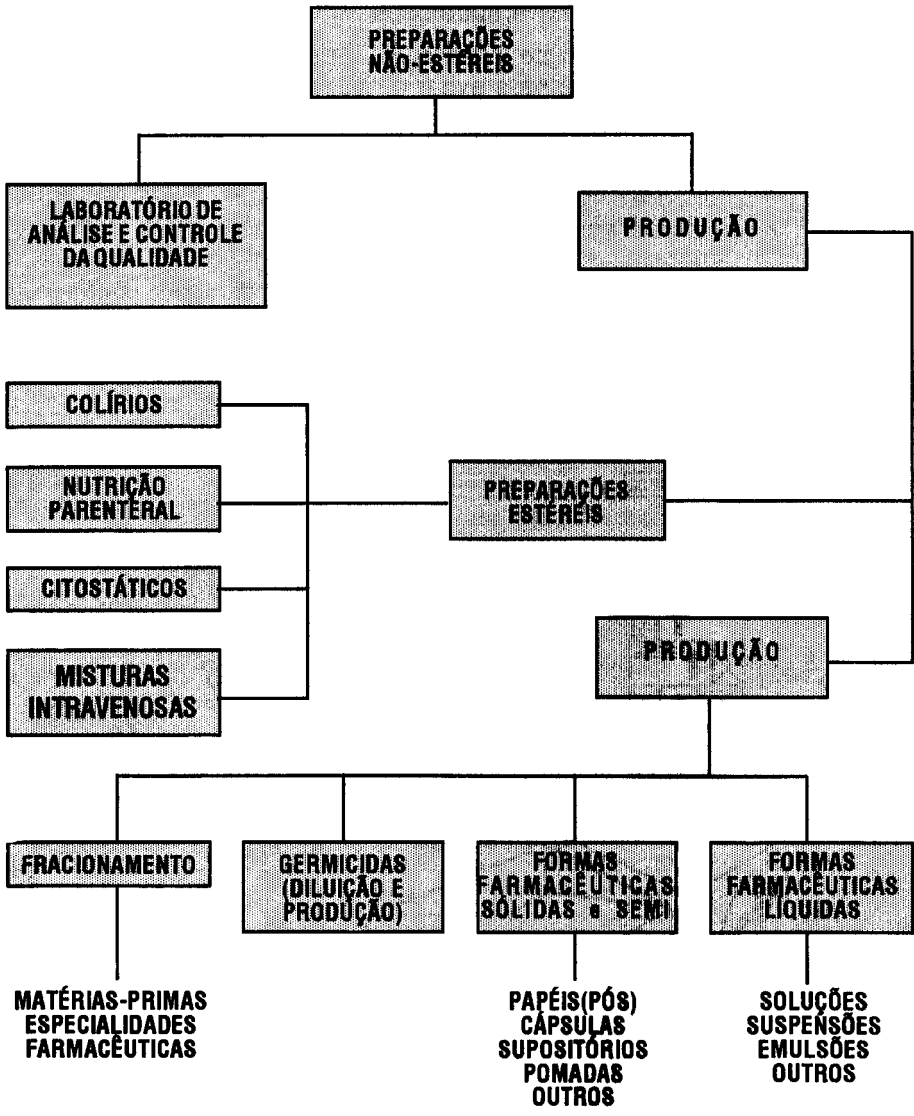 PREPARAÇÕES
NÃO-ESTÉREIS
LABORATÓRIO DE
ANÁLISE E CONTROLE
DA QUALIDADE
PRODUÇÃO
COLÍRIOS
NUTRIÇÃO
PARENTERAL
CITOSTÁTICOS
MISTURAS
INTRAVENOSAS
PREPARAÇÕES
ESTÉREIS
PRODUÇÃO
FRACIONAMENTO
GERMICIDAS
(DILUIÇÃO E
PRODUÇÃO)
FORMAS
FARMACÊUTICAS
SÓLIDAS e SEMI
FORMAS
FARMACÊUTICAS
LÍQUIDAS
MATÉRIAS-PRIMAS
ESPECIALIDADES
FARMACÊUTICAS
PAPÉIS(PÓS)
CÁPSULAS
SUPOSITÓRIOS
POMADAS
OUTROS
SOLUÇÕES
SUSPENSÕES
EMULSÕES
OUTROS